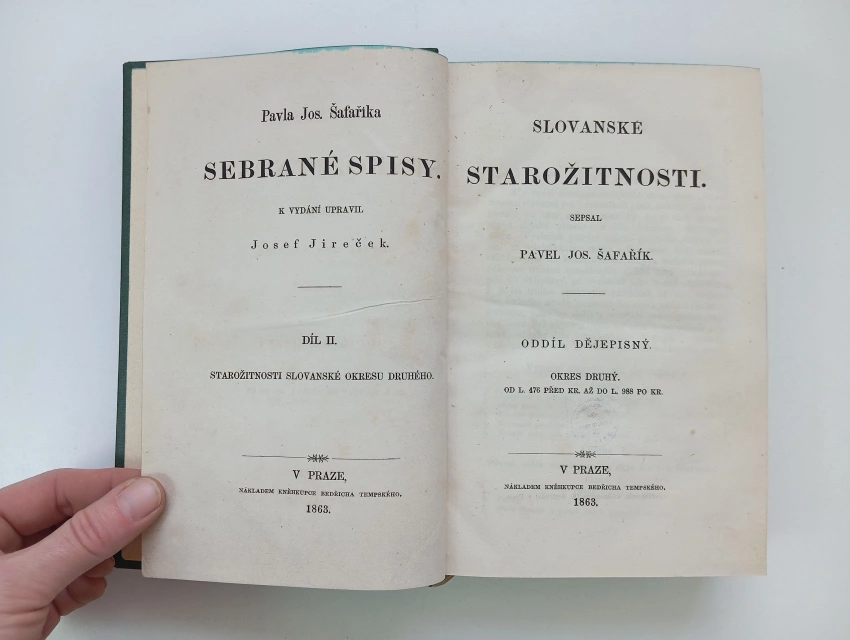 Pavla Jos. Šafaříka
SEBRANÉ SPISY.
K VYDÁNÍ UPRAVIL
Josef Jireček.
DÍL II.
STAROŽITNOSTI SLOVANSKÉ OKRESU DRUHÉHO.
V PRAZE,
NÁKLADEM KNĚHKUPCE BEDŘICHA TEMPSKÉHO.
1863.
SLOVANSKÉ
STAROŽITNOSTI.
SEPSAL
PAVEL JOS. ŠAFAŘÍK.
ODDÍL DĚJEPISNÝ.
OKRES DRUHÝ.
OD L. 476 PŘED KR. AŽ DO L. 988 PO KR.
V PRAZE,
NÁKLADEM KNĚHKUPCE BEDŘICHA TEMPSKÉHO.
1863.